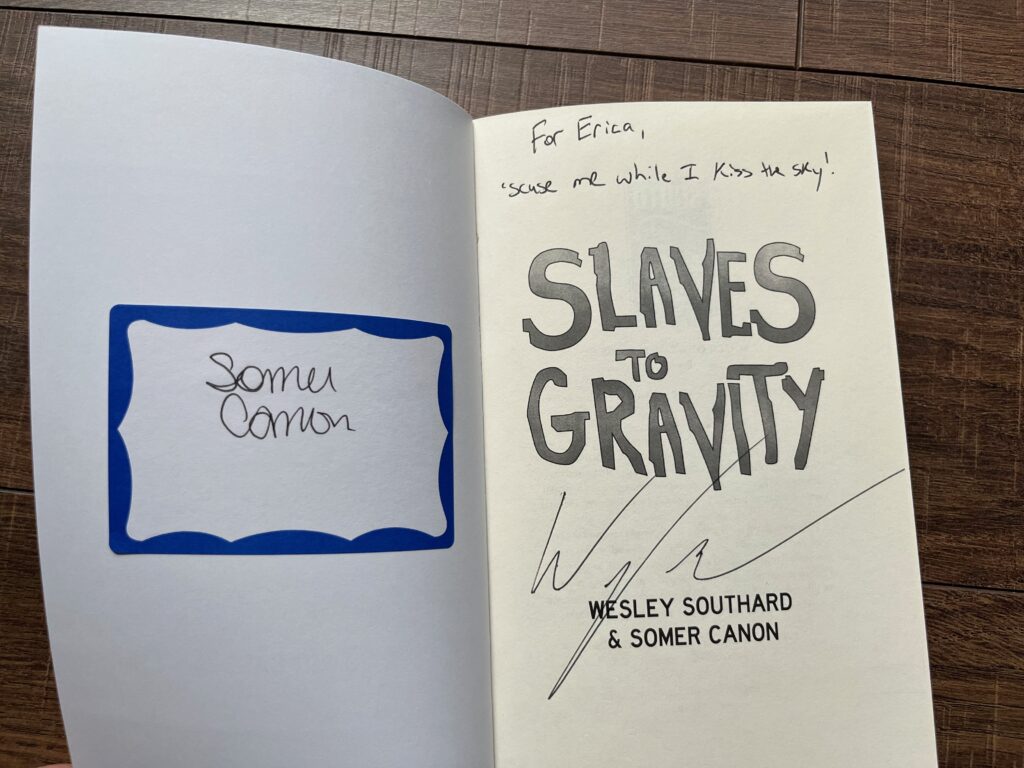 Somer
Canon
For Erica,
'scuse me while I kiss the sky!
SLAVES
TO
GRAVITY
WESLEY SOUTHARD
& SOMER CANON